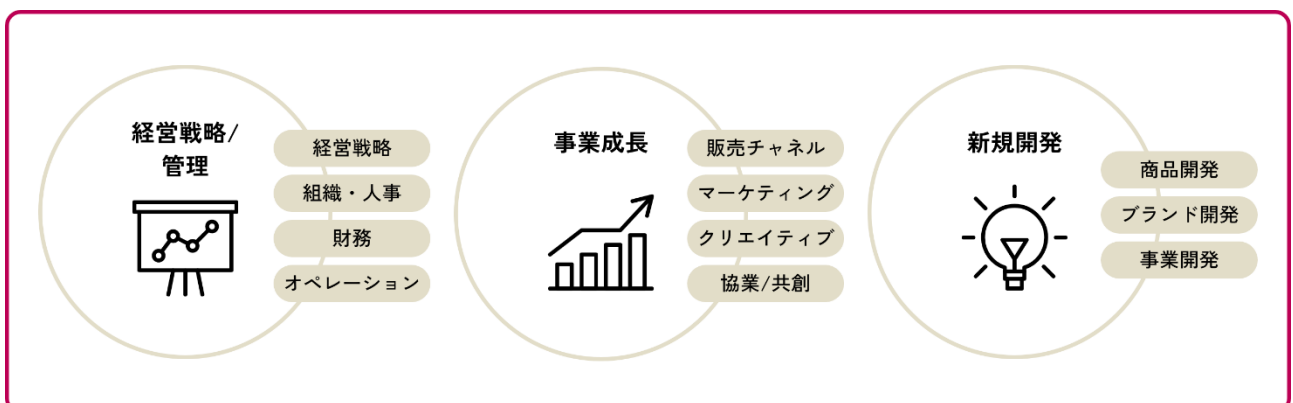 経営戦略/
管理
経営戦略
組織・人事
財務
オペレーション
事業成長
販売チャネル
マーケティング
クリエイティブ
協業/共創
新規開発
商品開発
ブランド開発
事業開発